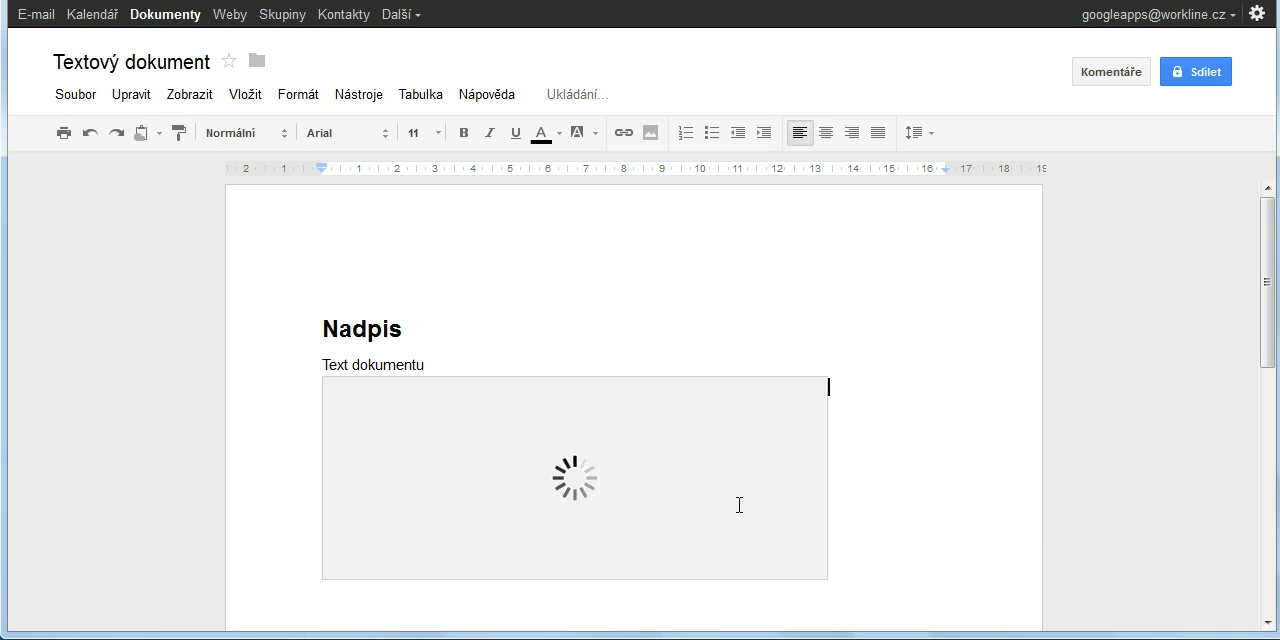 E-mail Kalendář Dokumenty Weby Skupiny Kontakty Další googleapps@workline.cz
Textový dokument
Komentáře Sdílet
Soubor Upravit Zobrazit Vložit Formát Nástroje Tabulka Nápověda Ukládání...
Normální Arial 11 B I U A A
2 1 1 2 3 4 5 6 7 8 9 10 11 12 13 14 15 16 17 18 19
Nadpis
Text dokumentu